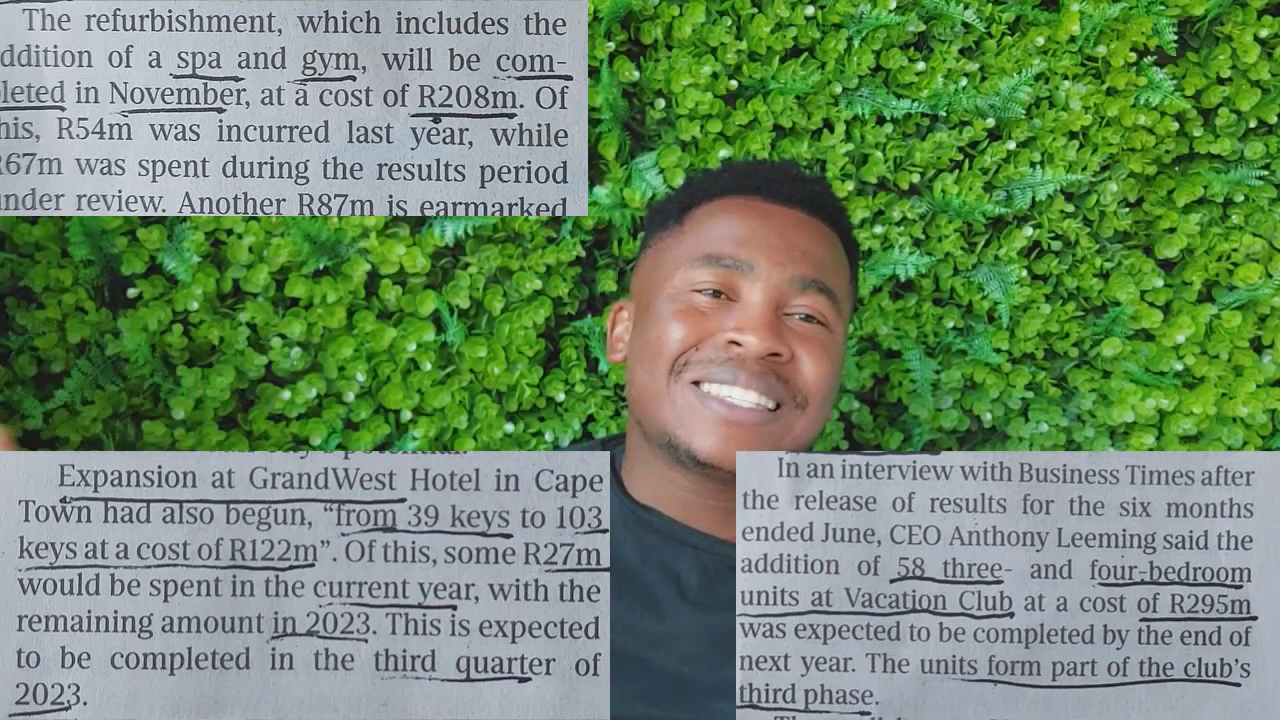 The refurbishment, which includes the
ddition of a spa and gym, will be com-
leted in November, at a cost of R208m. Of
his, R54m was incurred last year, while
R67m was spent during the results period
nder review. Another R87m is earmarked
Expansion at GrandWest Hotel in Cape
Town had also begun, “from 39 keys to 103
keys at a cost of R122m”. Of this, some R27m
would be spent in the current year, with the
remaining amount in 2023. This is expected
to be completed in the third quarter of
2023.
In an interview with Business Times after
the release of results for the six months
ended June, CEO Anthony Leeming said the
addition of 58 three- and four-bedroom
units at Vacation Club at a cost of R295m
was expected to be completed by the end of
next year. The units form part of the club’s
third phase.